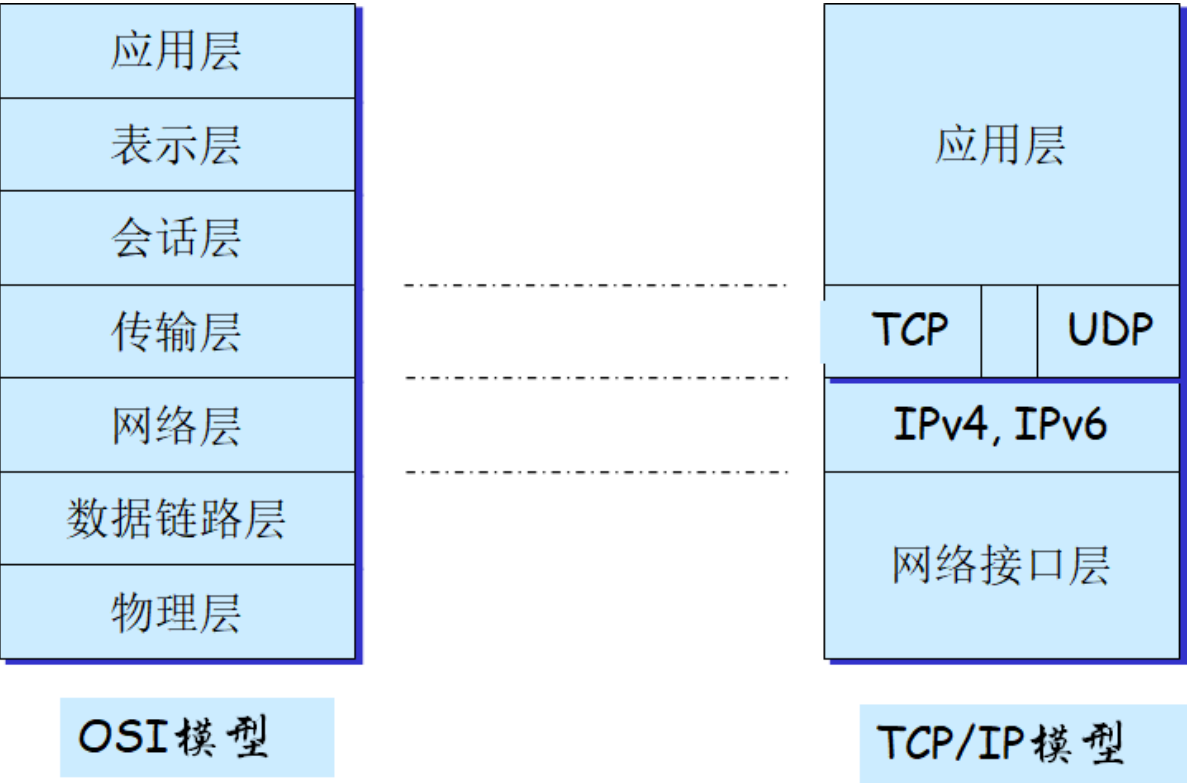 应用层
表示层
会话层
传输层
网络层
数据链路层
物理层
OSI模型
应用层
TCP
UDP
IPv4, IPv6
网络接口层
TCP/IP模型